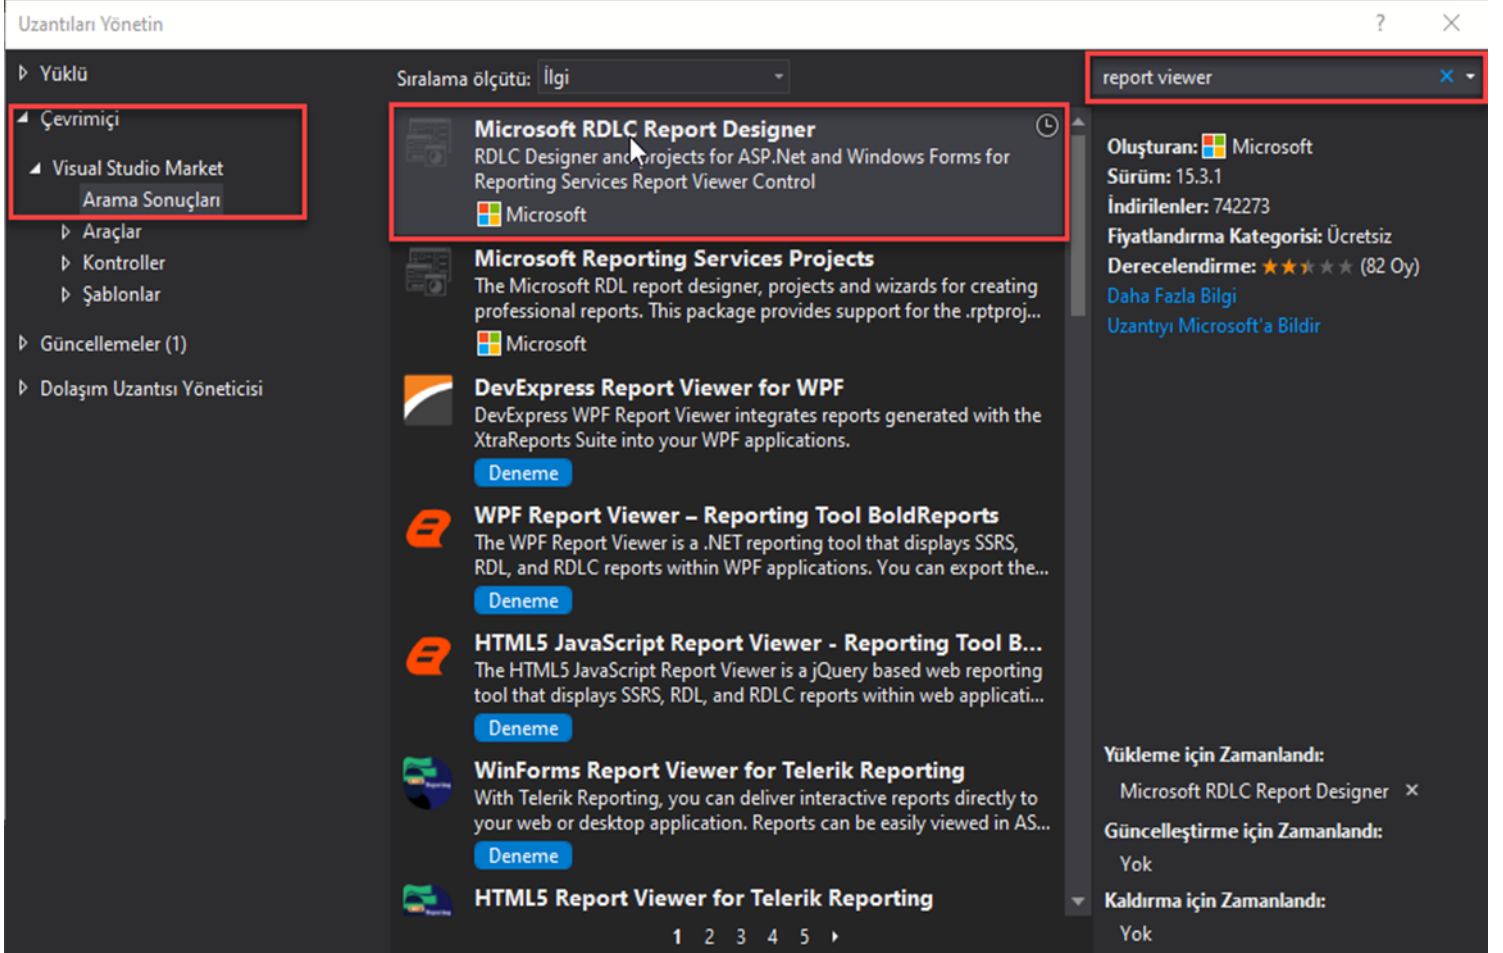 Uzantıları Yönetin
Yüklü
Çevrimiçi
Visual Studio Market
Arama Sonuçları
Araçlar
Kontroller
Şablonlar
Güncellemeler (1)
Dolaşım Uzantısı Yöneticisi
Sıralama ölçütü: İlgi
Microsoft RDLC Report Designer
RDLC Designer and projects for ASP.Net and Windows Forms for
Reporting Services Report Viewer Control
Microsoft
Microsoft Reporting Services Projects
The Microsoft RDL report designer, projects and wizards for creating
professional reports. This package provides support for the .rptproj...
Microsoft
DevExpress Report Viewer for WPF
DevExpress WPF Report Viewer integrates reports generated with the
XtraReports Suite into your WPF applications.
Deneme
WPF Report Viewer – Reporting Tool BoldReports
The WPF Report Viewer is a .NET reporting tool that displays SSRS,
RDL, and RDLC reports within WPF applications. You can export the...
Deneme
HTML5 JavaScript Report Viewer - Reporting Tool B...
The HTML5 JavaScript Report Viewer is a jQuery based web reporting
tool that displays SSRS, RDL, and RDLC reports within web applicati...
Deneme
WinForms Report Viewer for Telerik Reporting
With Telerik Reporting, you can deliver interactive reports directly to
your web or desktop application. Reports can be easily viewed in AS...
Deneme
HTML5 Report Viewer for Telerik Reporting
1 2 3 4 5
report viewer
Oluşturan: Microsoft
Sürüm: 15.3.1
İndirilenler: 742273
Fiyatlandırma Kategorisi: Ücretsiz
Derecelendirme: (82 Oy)
Daha Fazla Bilgi
Uzantıyı Microsoft'a Bildir
Yükleme için Zamanlandı:
Microsoft RDLC Report Designer
Güncelleştirme için Zamanlandı:
Yok
Kaldırma için Zamanlandı:
Yok